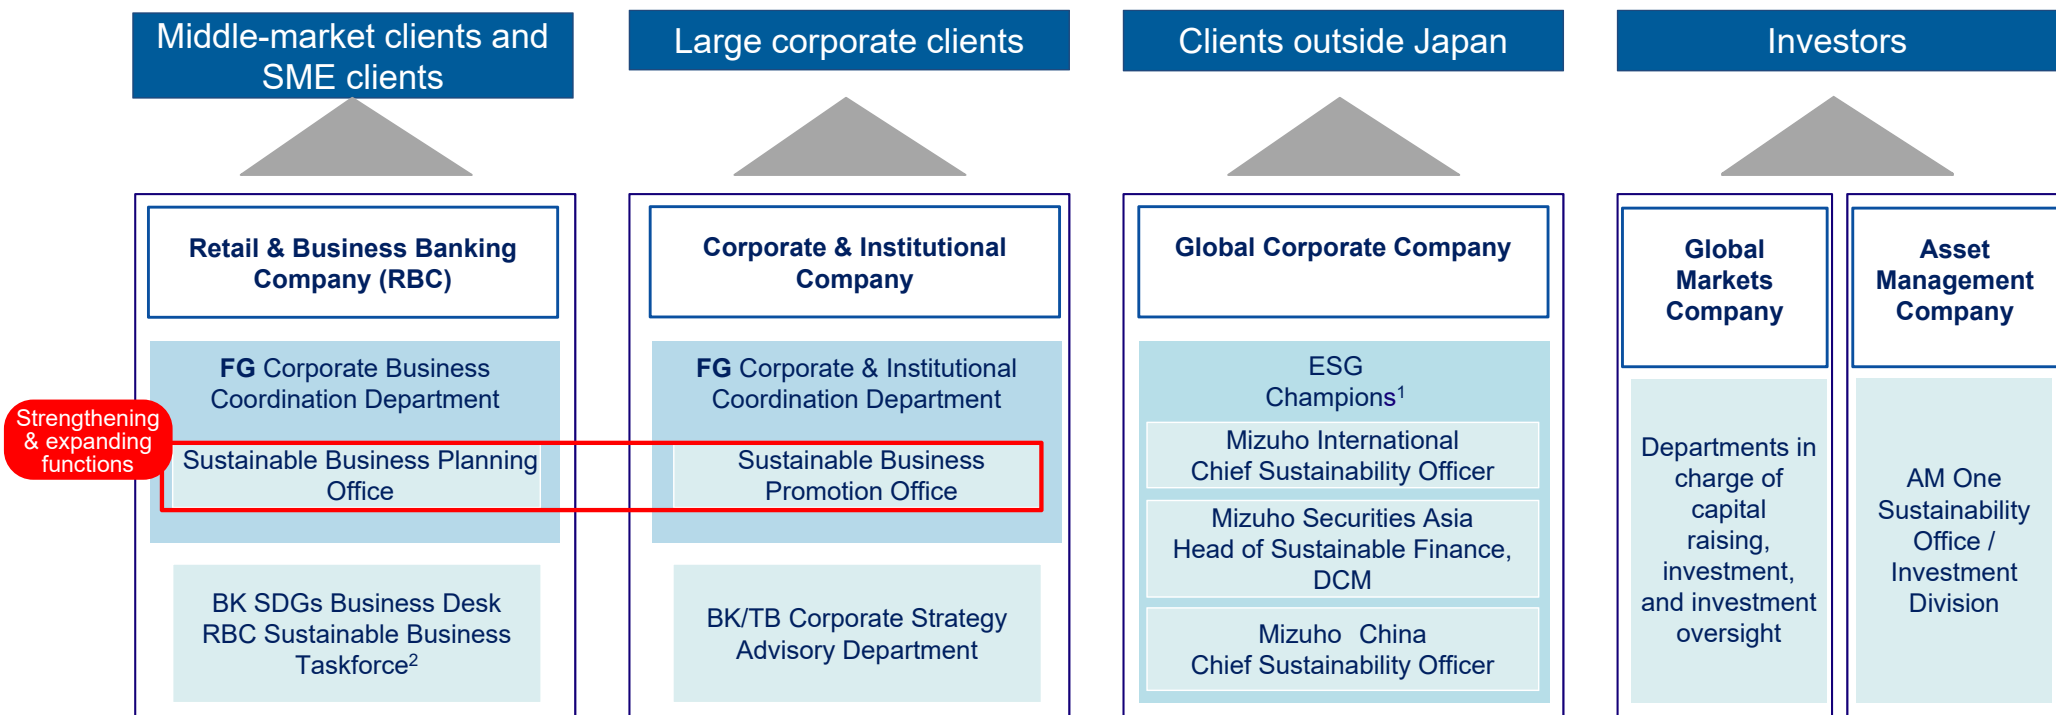 Middle-market clients and
SME clients
Large corporate clients
Clients outside Japan
Investors
Retail & Business Banking
Company (RBC)
FG Corporate Business
Coordination Department
Strengthening
& expanding
functions
Sustainable Business Planning
Office
BK SDGs Business Desk
RBC Sustainable Business
Taskforce2
Corporate & Institutional
Company
FG Corporate & Institutional
Coordination Department
Sustainable Business
Promotion Office
BK/TB Corporate Strategy
Advisory Department
Global Corporate Company
ESG
Champions1
Mizuho International
Chief Sustainability Officer
Mizuho Securities Asia
Head of Sustainable Finance,
DCM
Mizuho China
Chief Sustainability Officer
Global
Markets
Company
Departments in
charge of
capital
raising,
investment,
and investment
oversight
Asset
Management
Company
AM One
Sustainability
Office /
Investment
Division